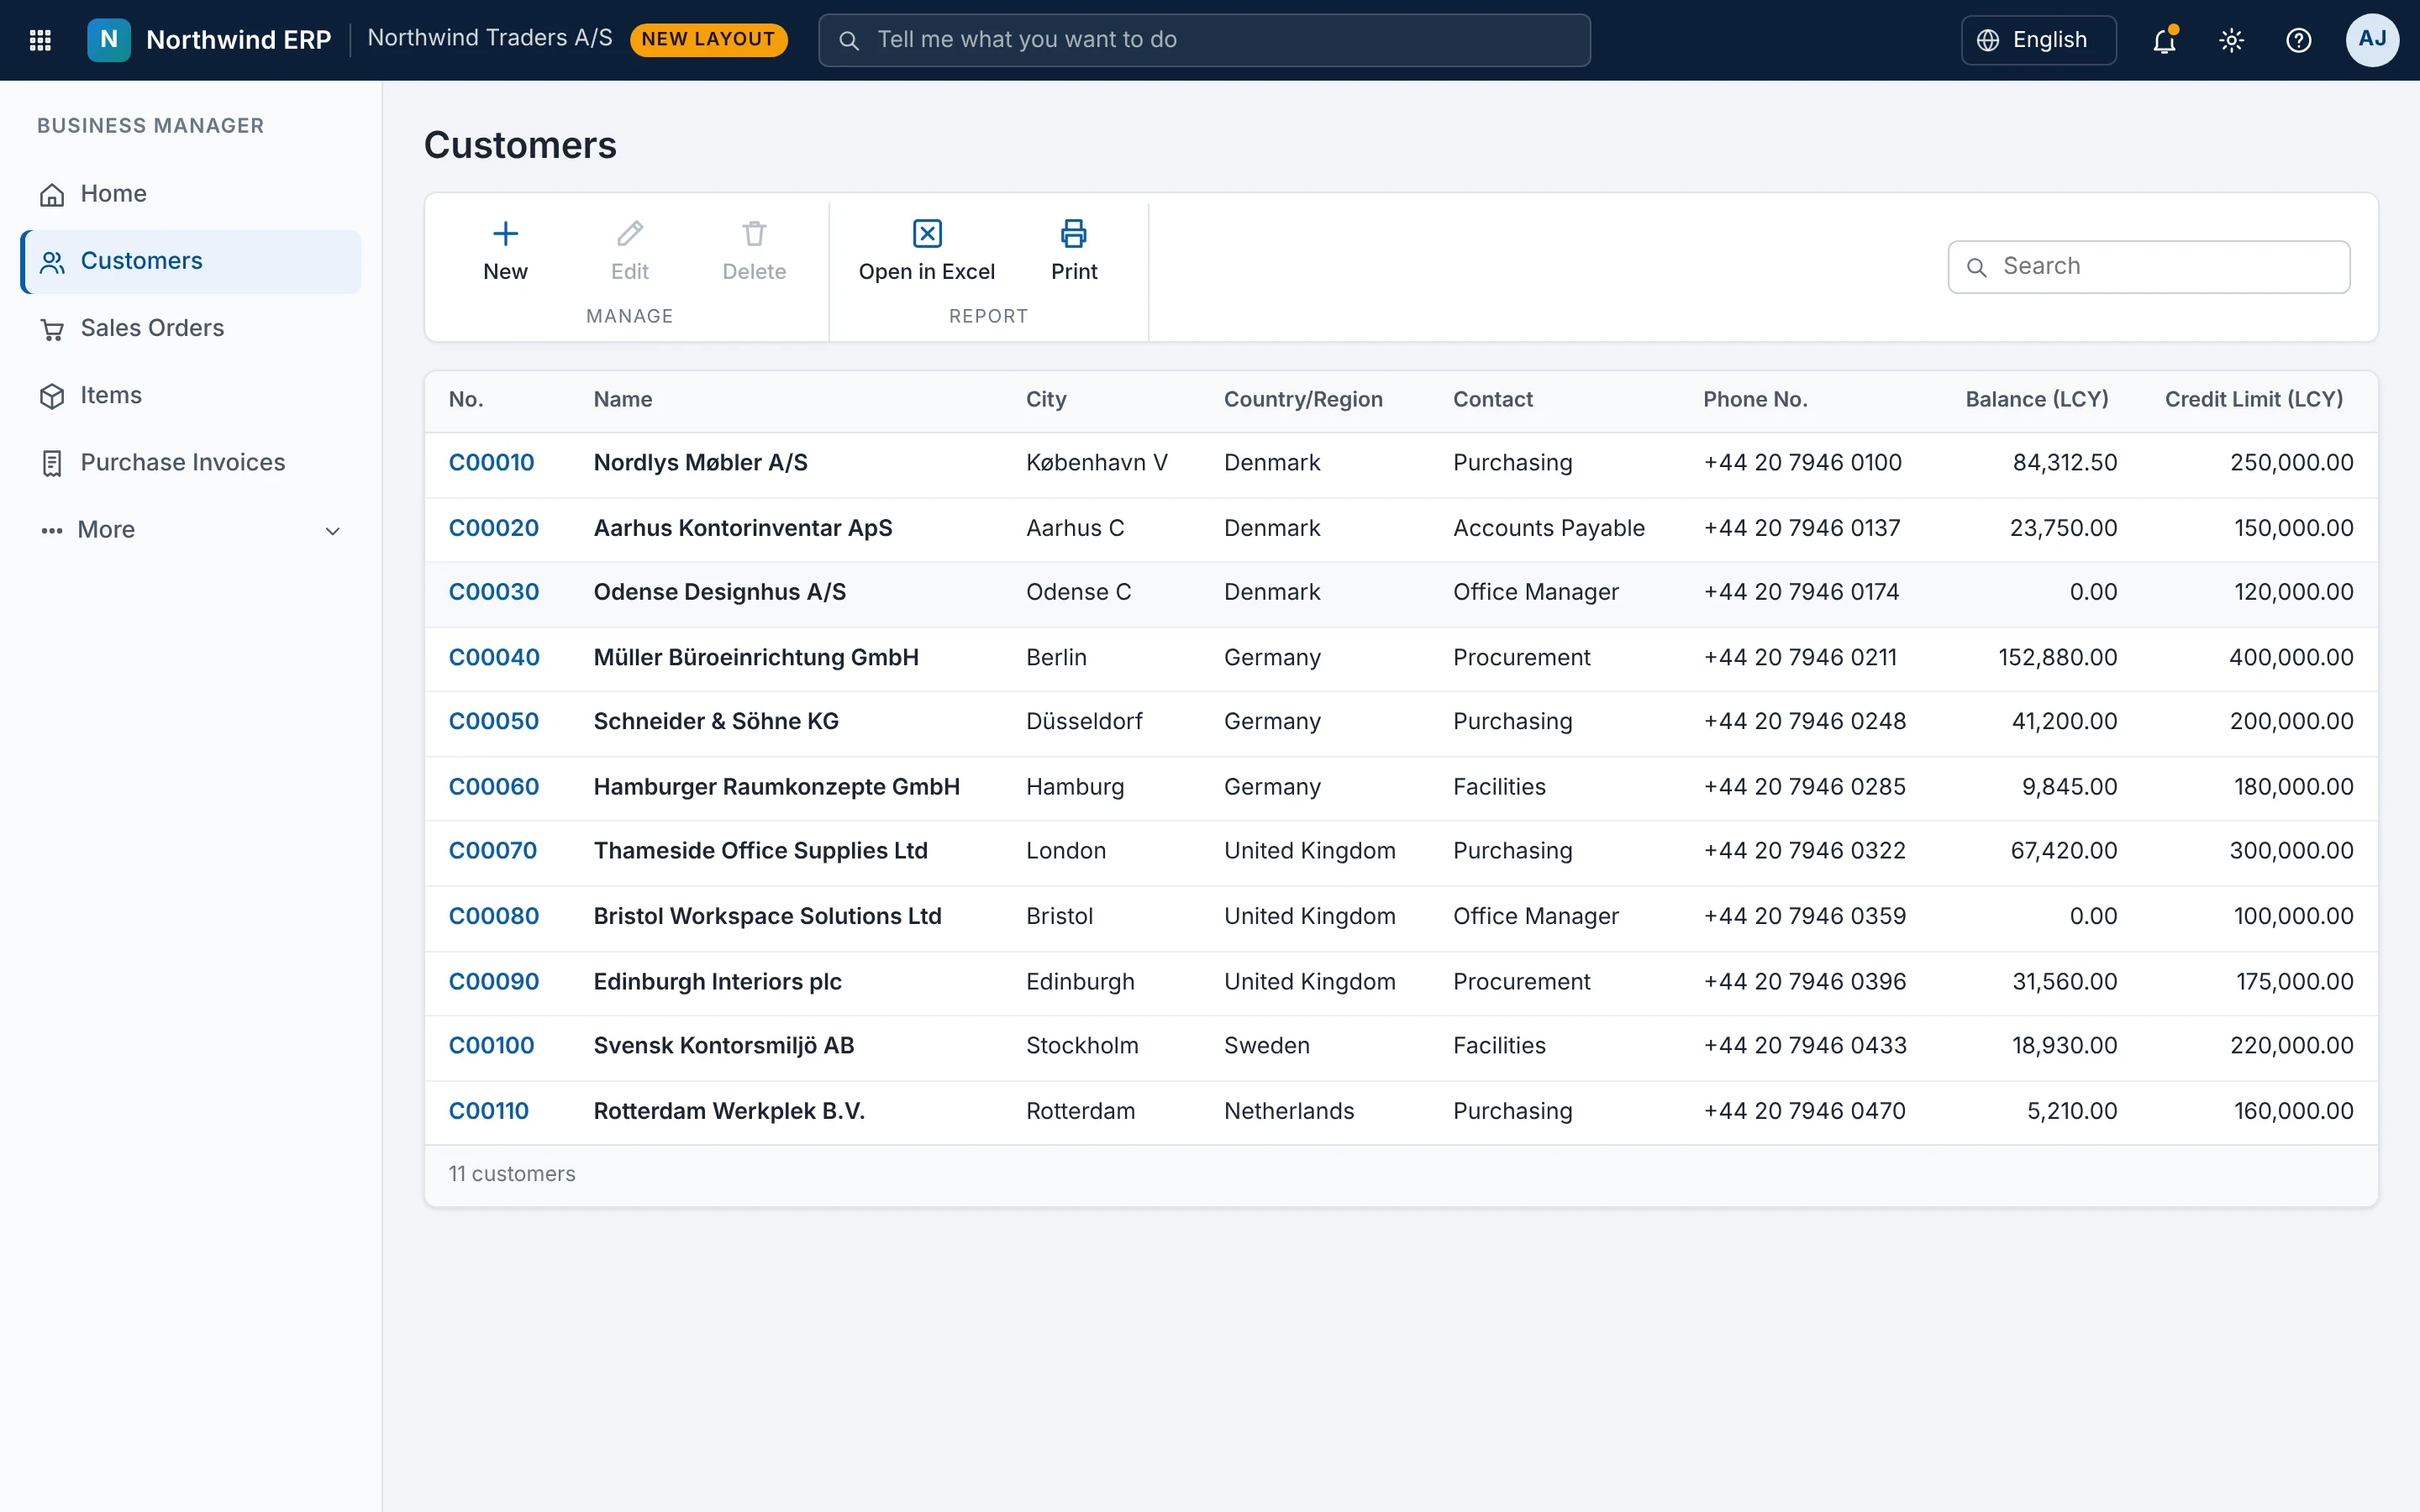 N Northwind ERP Northwind Traders A/S NEW LAYOUT Tell me what you want to do English AJ
BUSINESS MANAGER
Home
Customers
Sales Orders
Items
Purchase Invoices
More
Customers
New Edit Delete Open in Excel Print Search
MANAGE REPORT
No. Name City Country/Region Contact Phone No. Balance (LCY) Credit Limit (LCY)
C00010 Nordlys Møbler A/S København V Denmark Purchasing +44 20 7946 0100 84,312.50 250,000.00
C00020 Aarhus Kontorinventar ApS Aarhus C Denmark Accounts Payable +44 20 7946 0137 23,750.00 150,000.00
C00030 Odense Designhus A/S Odense C Denmark Office Manager +44 20 7946 0174 0.00 120,000.00
C00040 Müller Büroeinrichtung GmbH Berlin Germany Procurement +44 20 7946 0211 152,880.00 400,000.00
C00050 Schneider & Söhne KG Düsseldorf Germany Purchasing +44 20 7946 0248 41,200.00 200,000.00
C00060 Hamburger Raumkonzepte GmbH Hamburg Germany Facilities +44 20 7946 0285 9,845.00 180,000.00
C00070 Thameside Office Supplies Ltd London United Kingdom Purchasing +44 20 7946 0322 67,420.00 300,000.00
C00080 Bristol Workspace Solutions Ltd Bristol United Kingdom Office Manager +44 20 7946 0359 0.00 100,000.00
C00090 Edinburgh Interiors plc Edinburgh United Kingdom Procurement +44 20 7946 0396 31,560.00 175,000.00
C00100 Svensk Kontorsmiljö AB Stockholm Sweden Facilities +44 20 7946 0433 18,930.00 220,000.00
C00110 Rotterdam Werkplek B.V. Rotterdam Netherlands Purchasing +44 20 7946 0470 5,210.00 160,000.00
11 customers